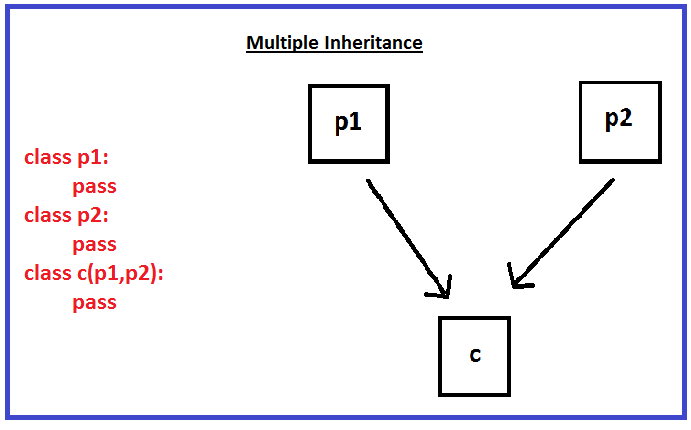 Multiple Inheritance
p1
p2
class p1:
pass
class p2:
pass
class c(p1,p2):
pass
c